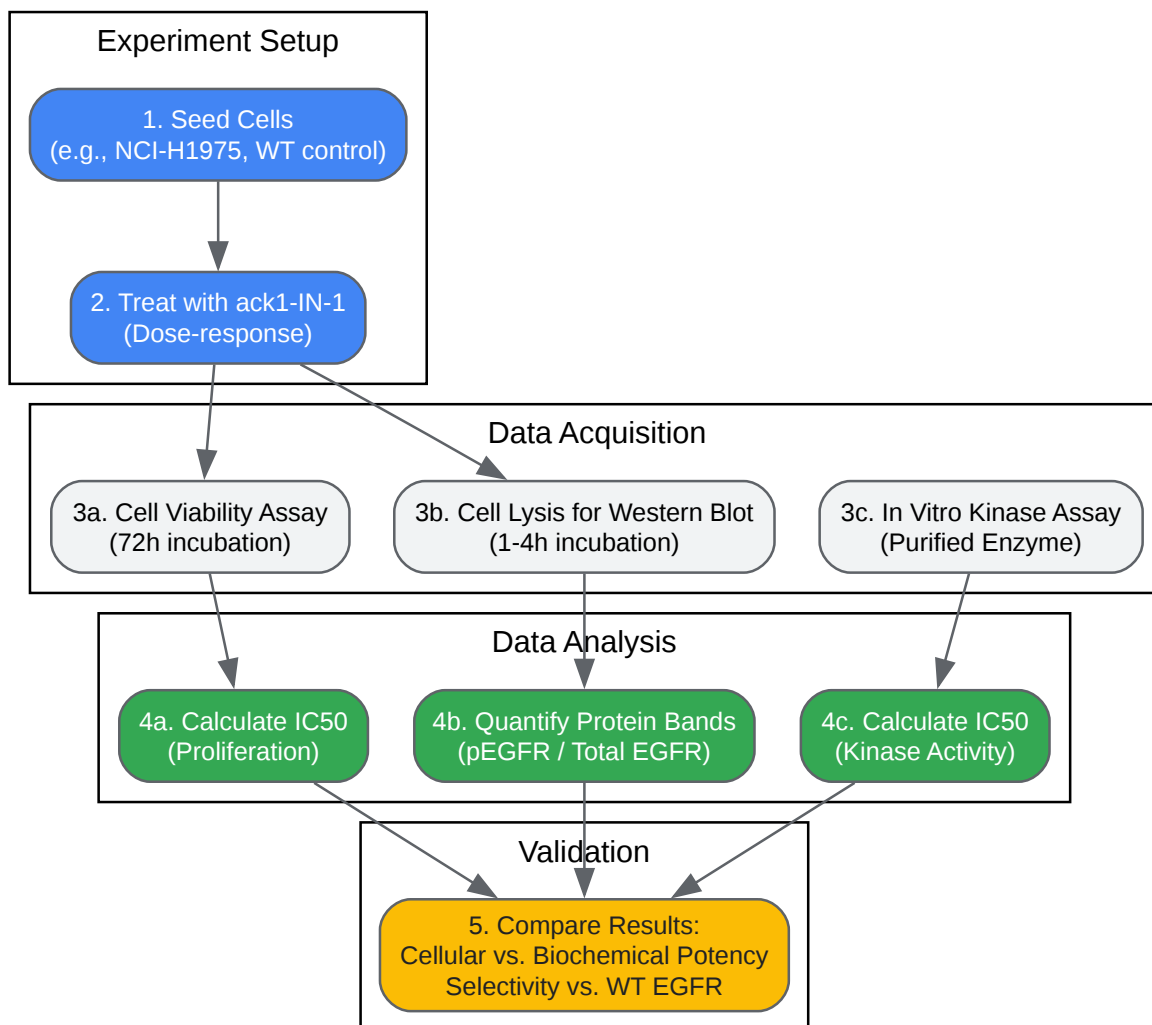 Experiment Setup
1. Seed Cells
(e.g., NCI-H1975, WT control)
2. Treat with ack1-IN-1
(Dose-response)
Data Acquisition
3a. Cell Viability Assay
(72h incubation)
3b. Cell Lysis for Western Blot
(1-4h incubation)
3c. In Vitro Kinase Assay
(Purified Enzyme)
Data Analysis
4a. Calculate IC50
(Proliferation)
4b. Quantify Protein Bands
(pEGFR / Total EGFR)
4c. Calculate IC50
(Kinase Activity)
Validation
5. Compare Results:
Cellular vs. Biochemical Potency
Selectivity vs. WT EGFR